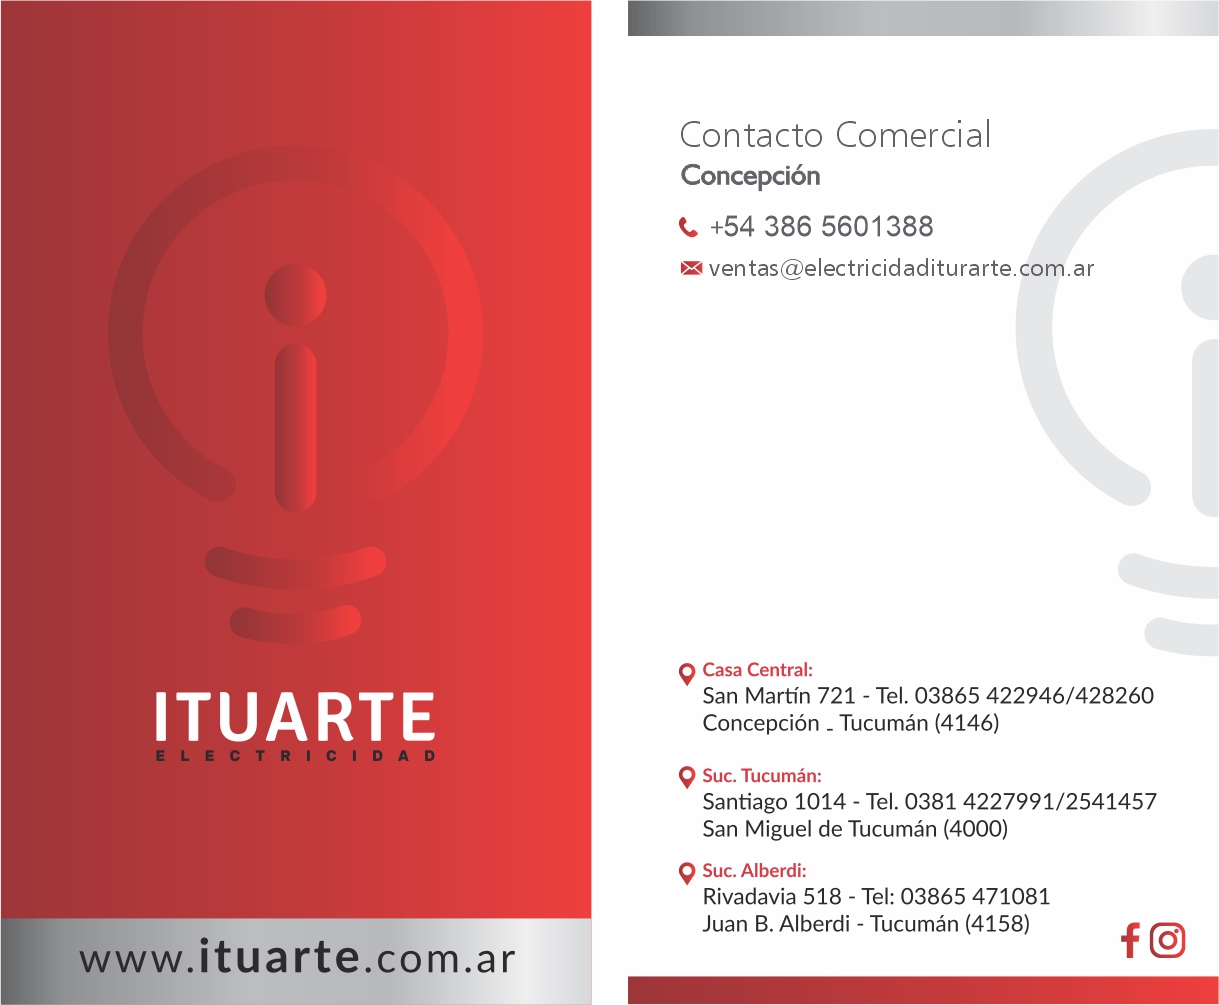 ITUARTE
ELECTRICIDAD
www.ituarte.com.ar
Contacto Comercial
Concepción
+54 386 5601388
ventas@electricidaditurarte.com.ar
Casa Central:
San Martín 721 - Tel. 03865 422946/428260
Concepción - Tucumán (4146)
Suc. Tucumán:
Santiago 1014 - Tel. 0381 4227991/2541457
San Miguel de Tucumán (4000)
Suc. Alberdi:
Rivadavia 518 - Tel: 03865 471081
Juan B. Alberdi - Tucumán (4158)